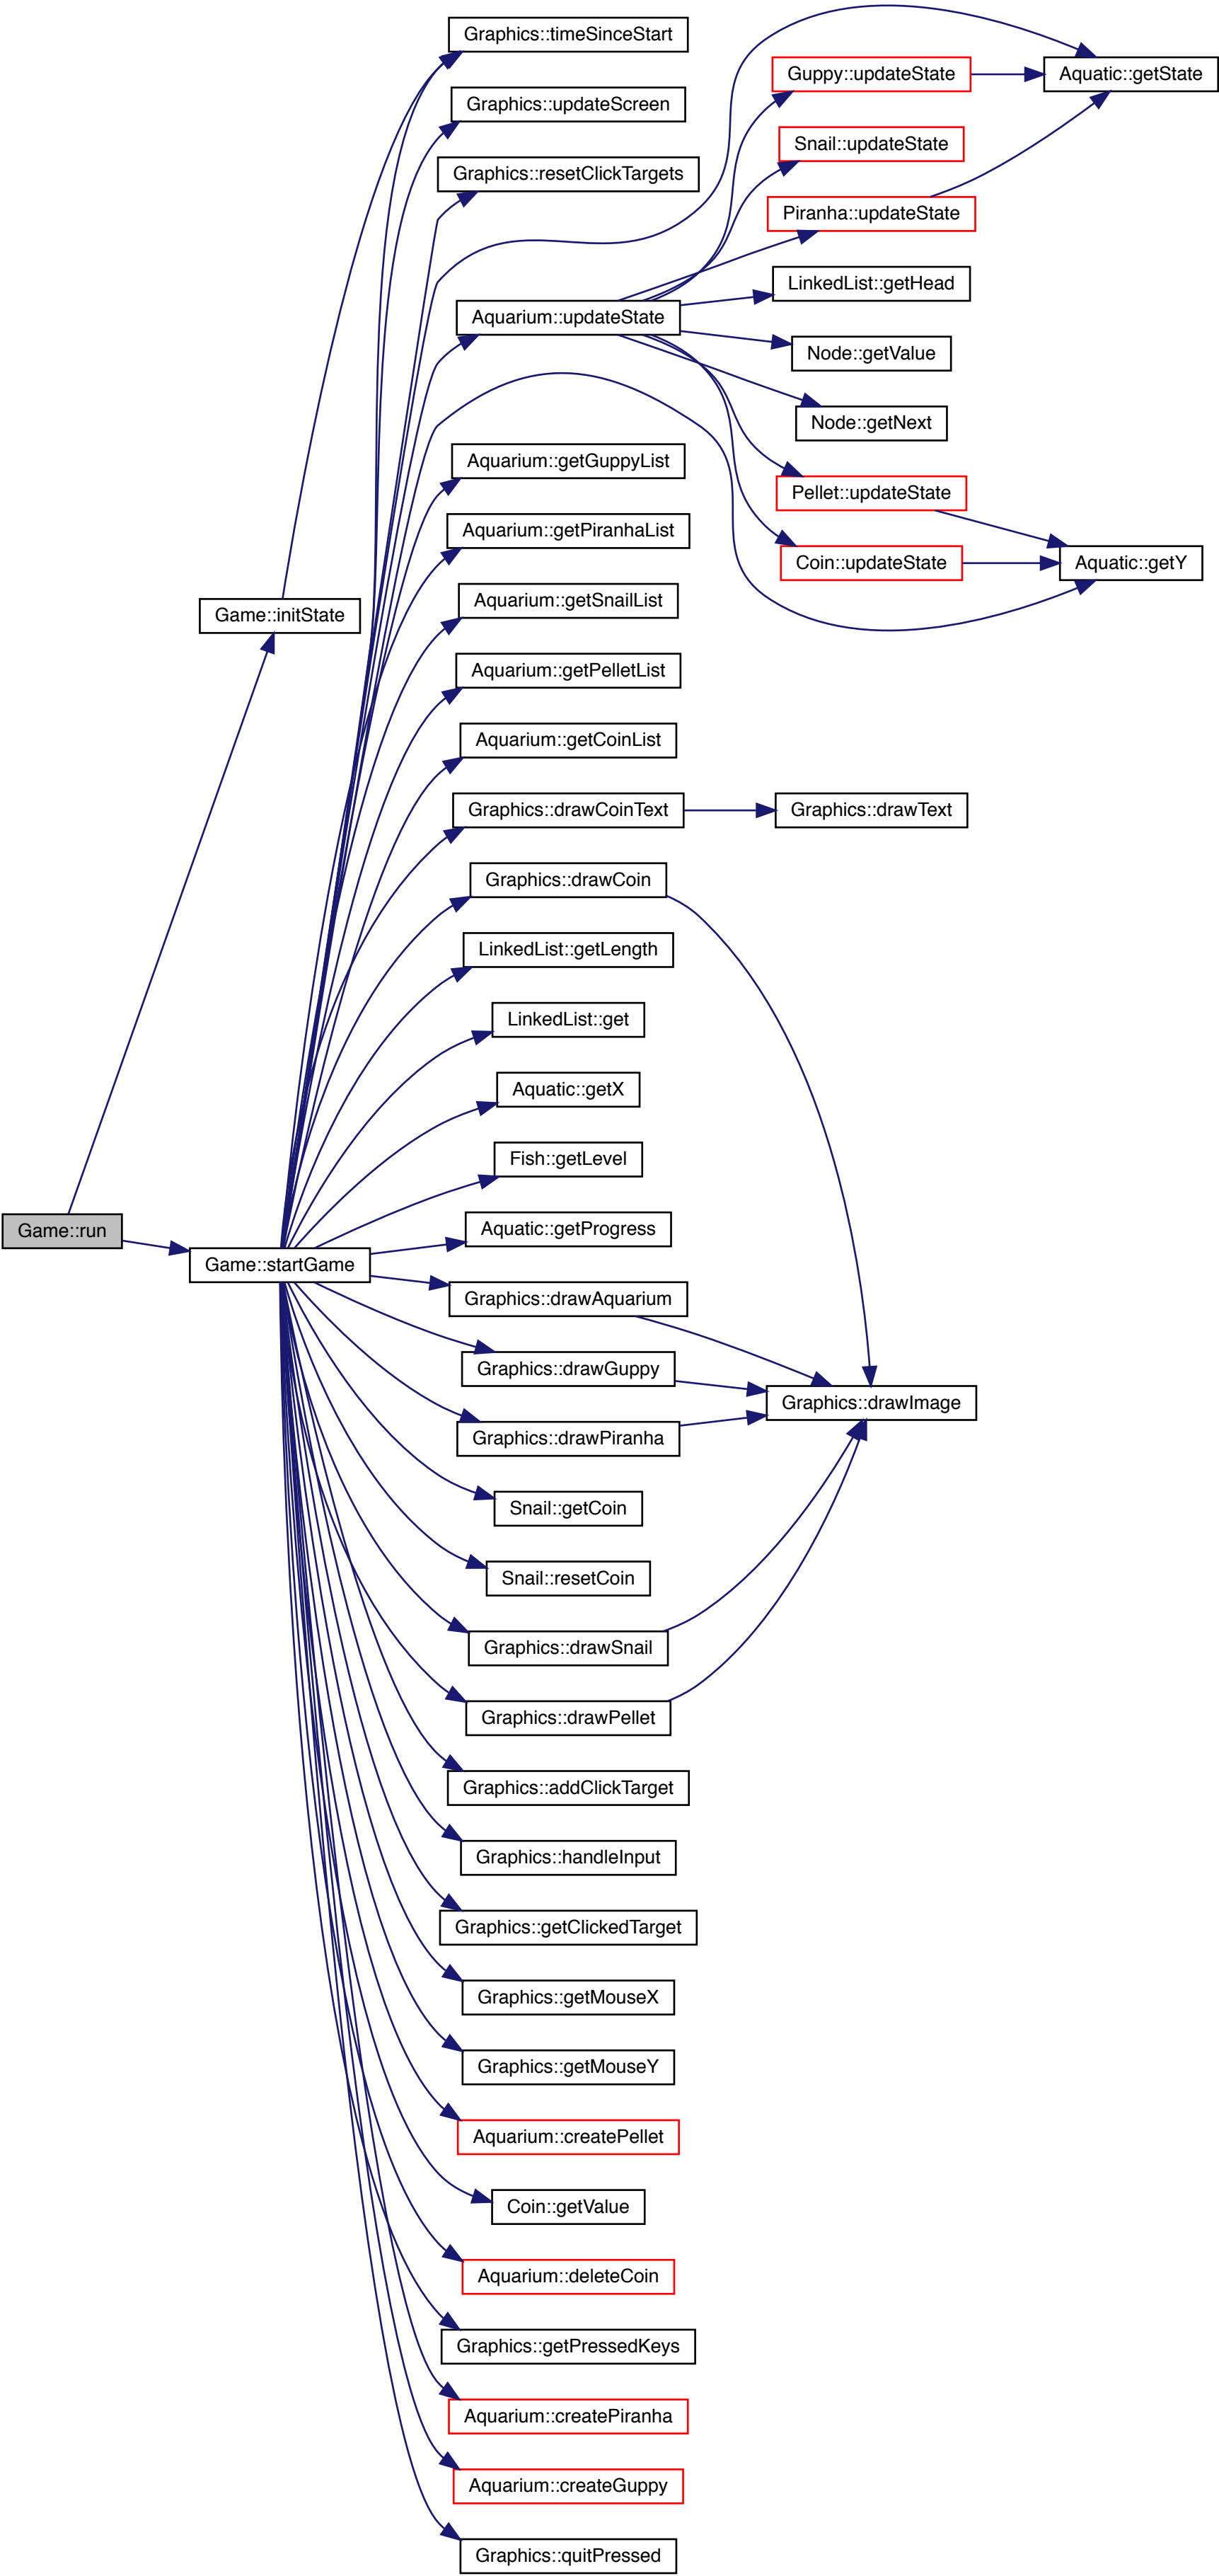 Game::run
Game::initState
Game::startGame
Graphics::timeSinceStart
Graphics::updateScreen
Graphics::resetClickTargets
Aquarium::updateState
Aquarium::getGuppyList
Aquarium::getPiranhaList
Aquarium::getSnailList
Aquarium::getPelletList
Aquarium::getCoinList
Graphics::drawCoinText
Graphics::drawCoin
LinkedList::getLength
LinkedList::get
Aquatic::getX
Fish::getLevel
Aquatic::getProgress
Graphics::drawAquarium
Graphics::drawGuppy
Graphics::drawPiranha
Snail::getCoin
Snail::resetCoin
Graphics::drawSnail
Graphics::drawPellet
Graphics::addClickTarget
Graphics::handleInput
Graphics::getClickedTarget
Graphics::getMouseX
Graphics::getMouseY
Aquarium::createPellet
Coin::getValue
Aquarium::deleteCoin
Graphics::getPressedKeys
Aquarium::createPiranha
Aquarium::createGuppy
Graphics::quitPressed
Guppy::updateState
Snail::updateState
Piranha::updateState
LinkedList::getHead
Node::getValue
Node::getNext
Pellet::updateState
Coin::updateState
Graphics::drawText
Graphics::drawImage
Aquatic::getState
Aquatic::getY